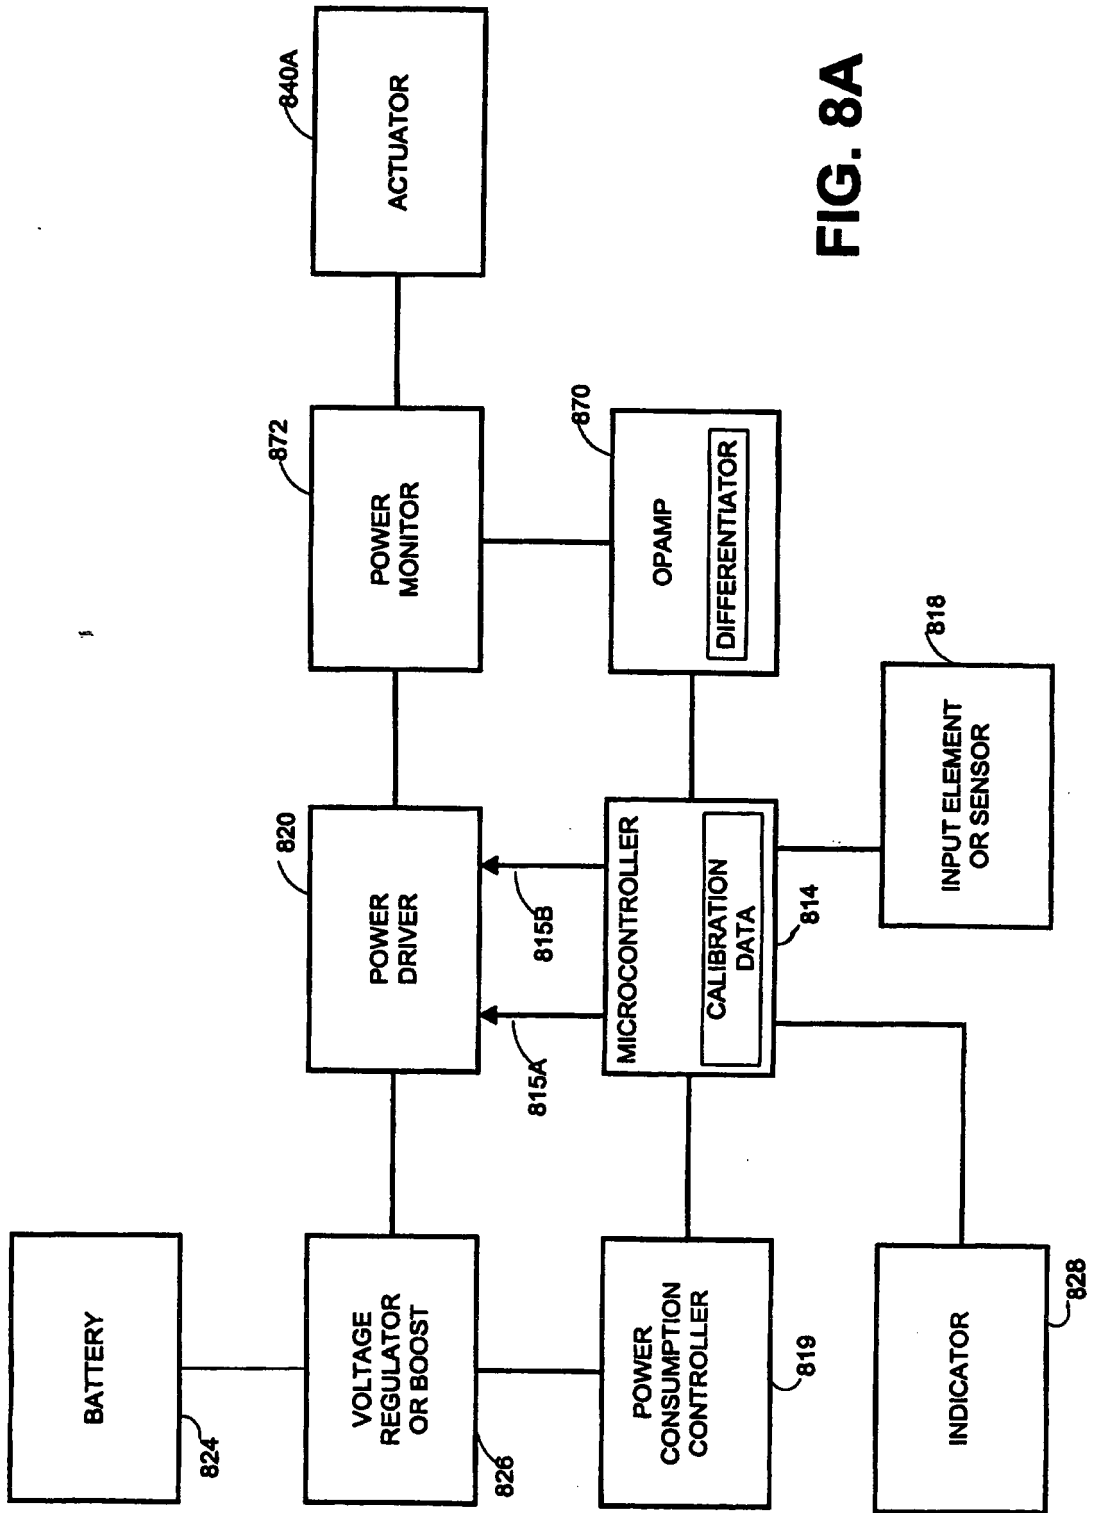 BATTERY
824
VOLTAGE
REGULATOR
OR BOOST
826
POWER
DRIVER
820
POWER
MONITOR
872
ACTUATOR
840A
815A
815B
POWER
CONSUMPTION
CONTROLLER
819
MICROCONTROLLER
CALIBRATION
DATA
814
OPAMP
DIFFERENTIATOR
870
INDICATOR
828
INPUT ELEMENT
OR SENSOR
818
FIG. 8A